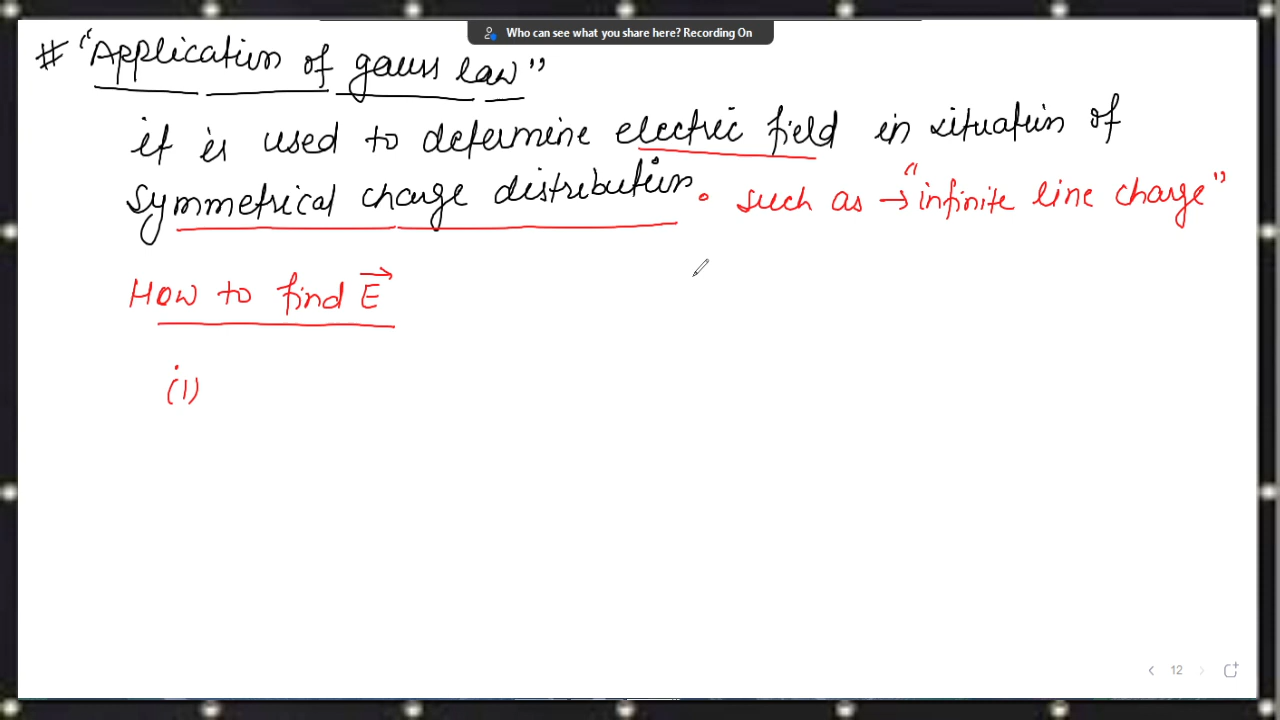 Who can see what you share here? Recording On
# "Application of gauss law"
it is used to determine electric field in situation of
symmetrical charge distribution. such as → "infinite line charge"
How to find E⃗
(1)
12